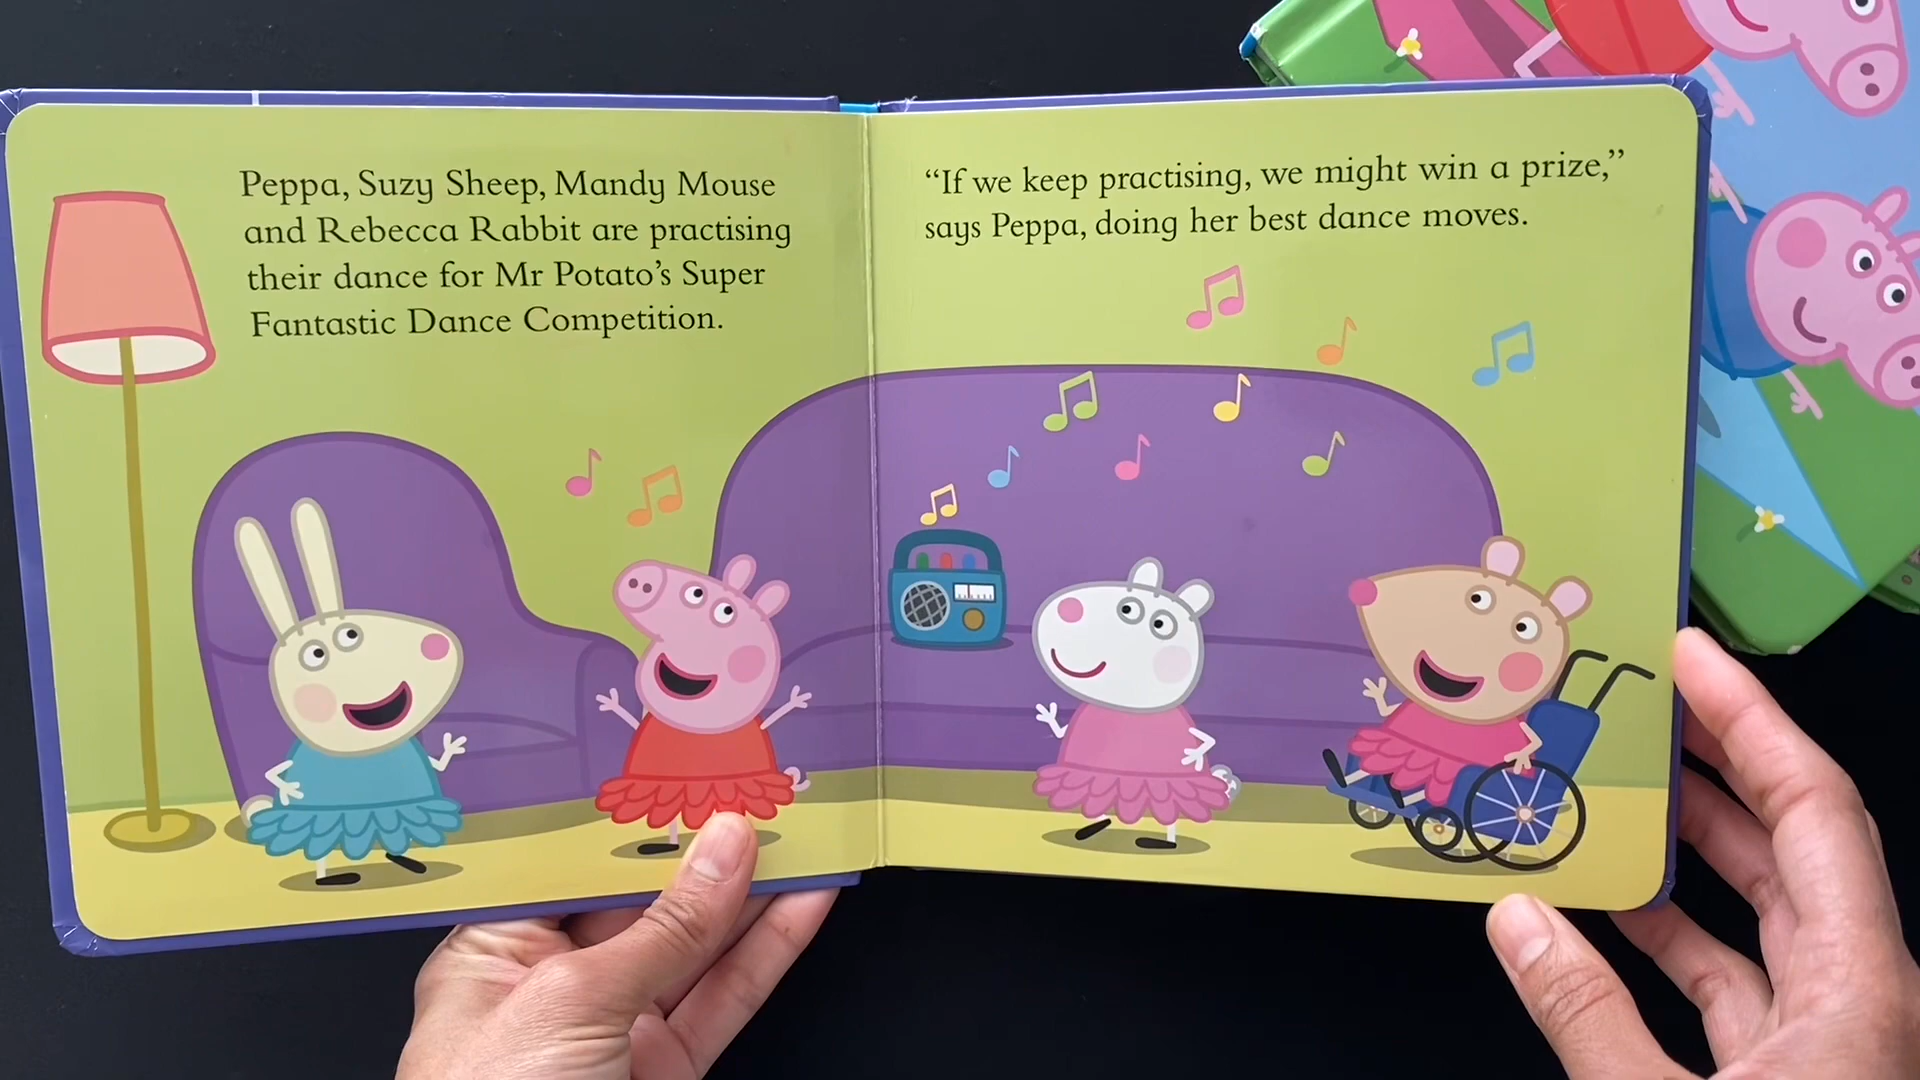 Peppa, Suzy Sheep, Mandy Mouse
and Rebecca Rabbit are practising
their dance for Mr Potato’s Super
Fantastic Dance Competition.
“If we keep practising, we might win a prize,”
says Peppa, doing her best dance moves.